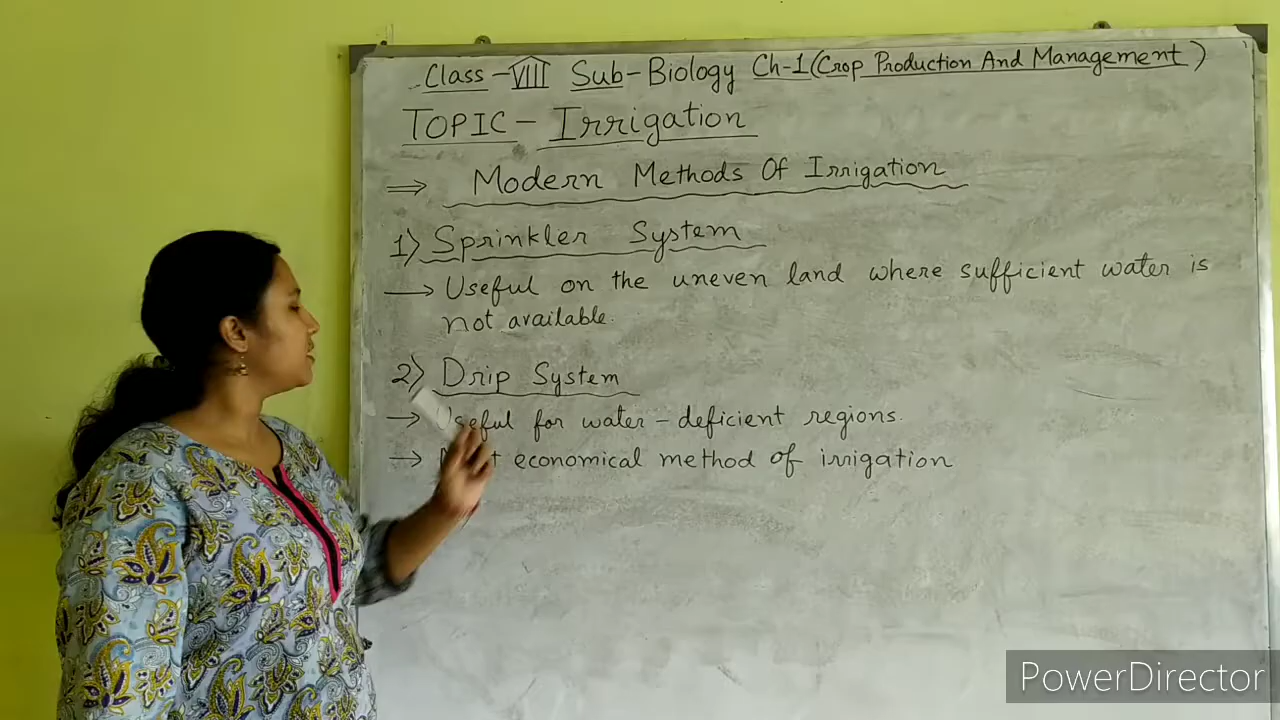 Class - VIII Sub - Biology Ch-1 (Crop Production And Management)
TOPIC - Irrigation
⇒ Modern Methods Of Irrigation
1) Sprinkler System
→ Useful on the uneven land where sufficient water is
not available.
2) Drip System
→ Useful for water - deficient regions.
→ economical method of irrigation
PowerDirector